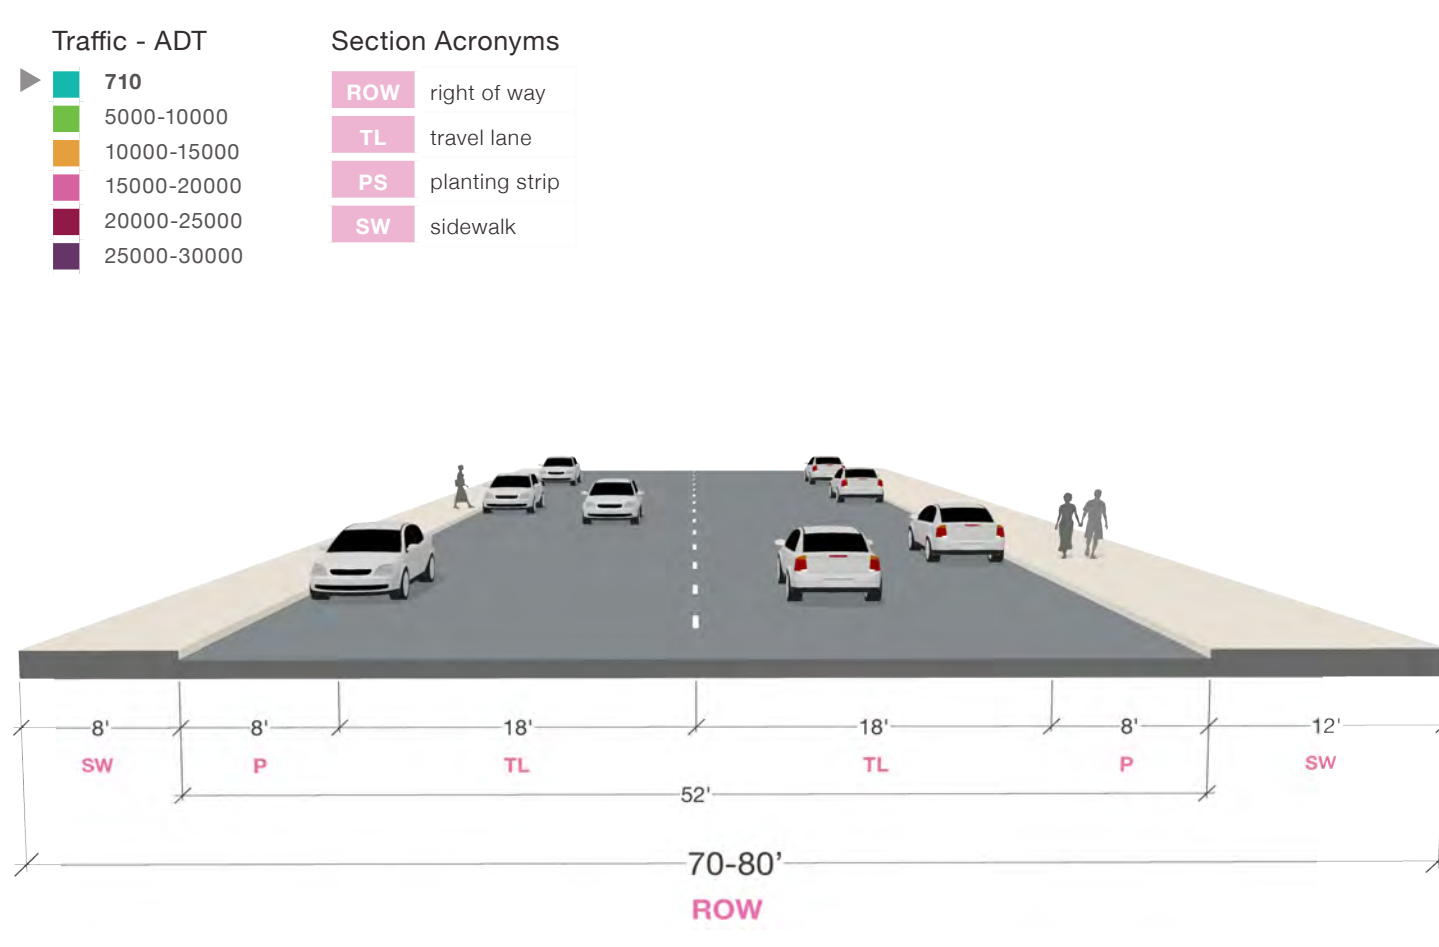 Traffic - ADT
710
5000-10000
10000-15000
15000-20000
20000-25000
25000-30000
Section Acronyms
ROW right of way
TL travel lane
PS planting strip
SW sidewalk
8' 8' 18' 18' 8' 12'
SW P TL TL P SW
52'
70-80’
ROW